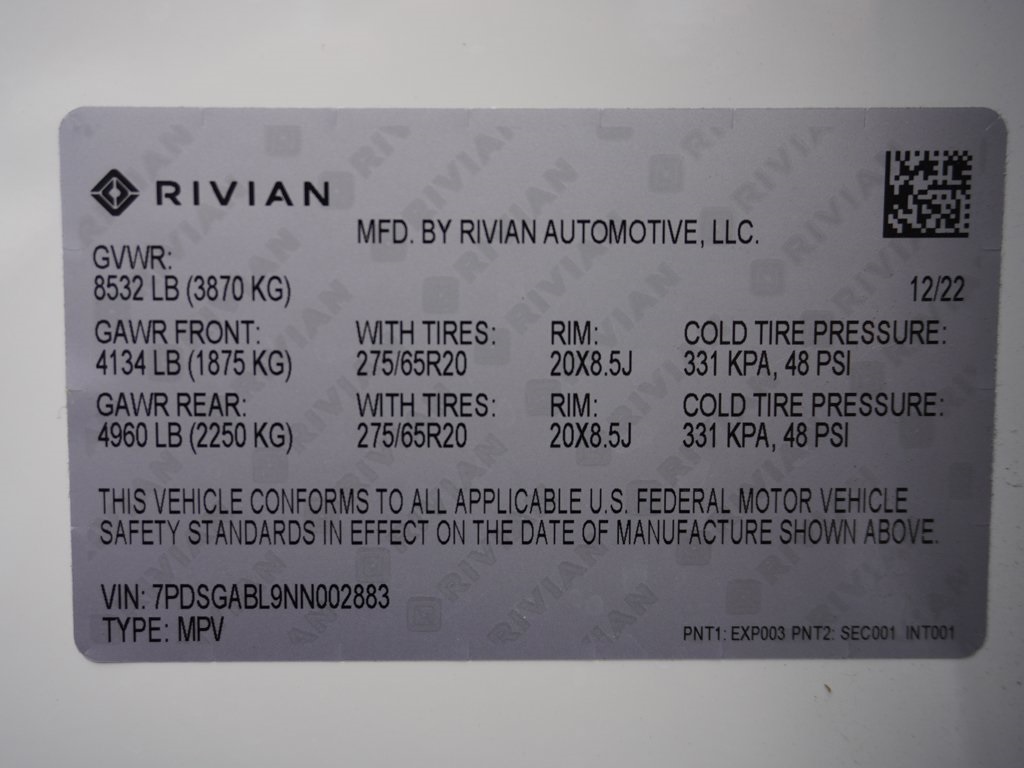 RIVIAN
MFD. BY RIVIAN AUTOMOTIVE, LLC.
GVWR:
8532 LB (3870 KG) 12/22
GAWR FRONT: WITH TIRES: RIM: COLD TIRE PRESSURE:
4134 LB (1875 KG) 275/65R20 20X8.5J 331 KPA, 48 PSI
GAWR REAR: WITH TIRES: RIM: COLD TIRE PRESSURE:
4960 LB (2250 KG) 275/65R20 20X8.5J 331 KPA, 48 PSI
THIS VEHICLE CONFORMS TO ALL APPLICABLE U.S. FEDERAL MOTOR VEHICLE
SAFETY STANDARDS IN EFFECT ON THE DATE OF MANUFACTURE SHOWN ABOVE.
VIN: 7PDSGABL9NN002883
TYPE: MPV PNT1: EXP003 PNT2: SEC001 INT001